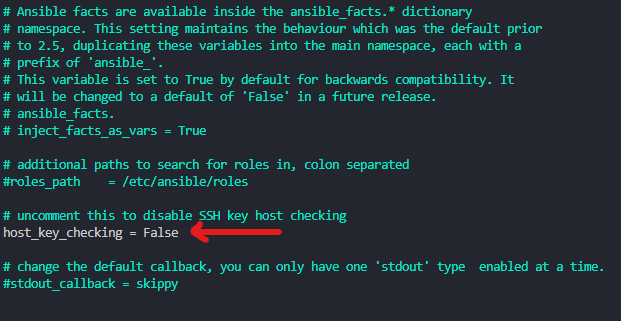 # Ansible facts are available inside the ansible_facts.* dictionary
# namespace. This setting maintains the behaviour which was the default prior
# to 2.5, duplicating these variables into the main namespace, each with a
# prefix of 'ansible_'.
# This variable is set to True by default for backwards compatibility. It
# will be changed to a default of 'False' in a future release.
# ansible_facts.
# inject_facts_as_vars = True
# additional paths to search for roles in, colon separated
#roles_path    = /etc/ansible/roles
# uncomment this to disable SSH key host checking
host_key_checking = False
# change the default callback, you can only have one 'stdout' type  enabled at a time.
#stdout_callback = skippy